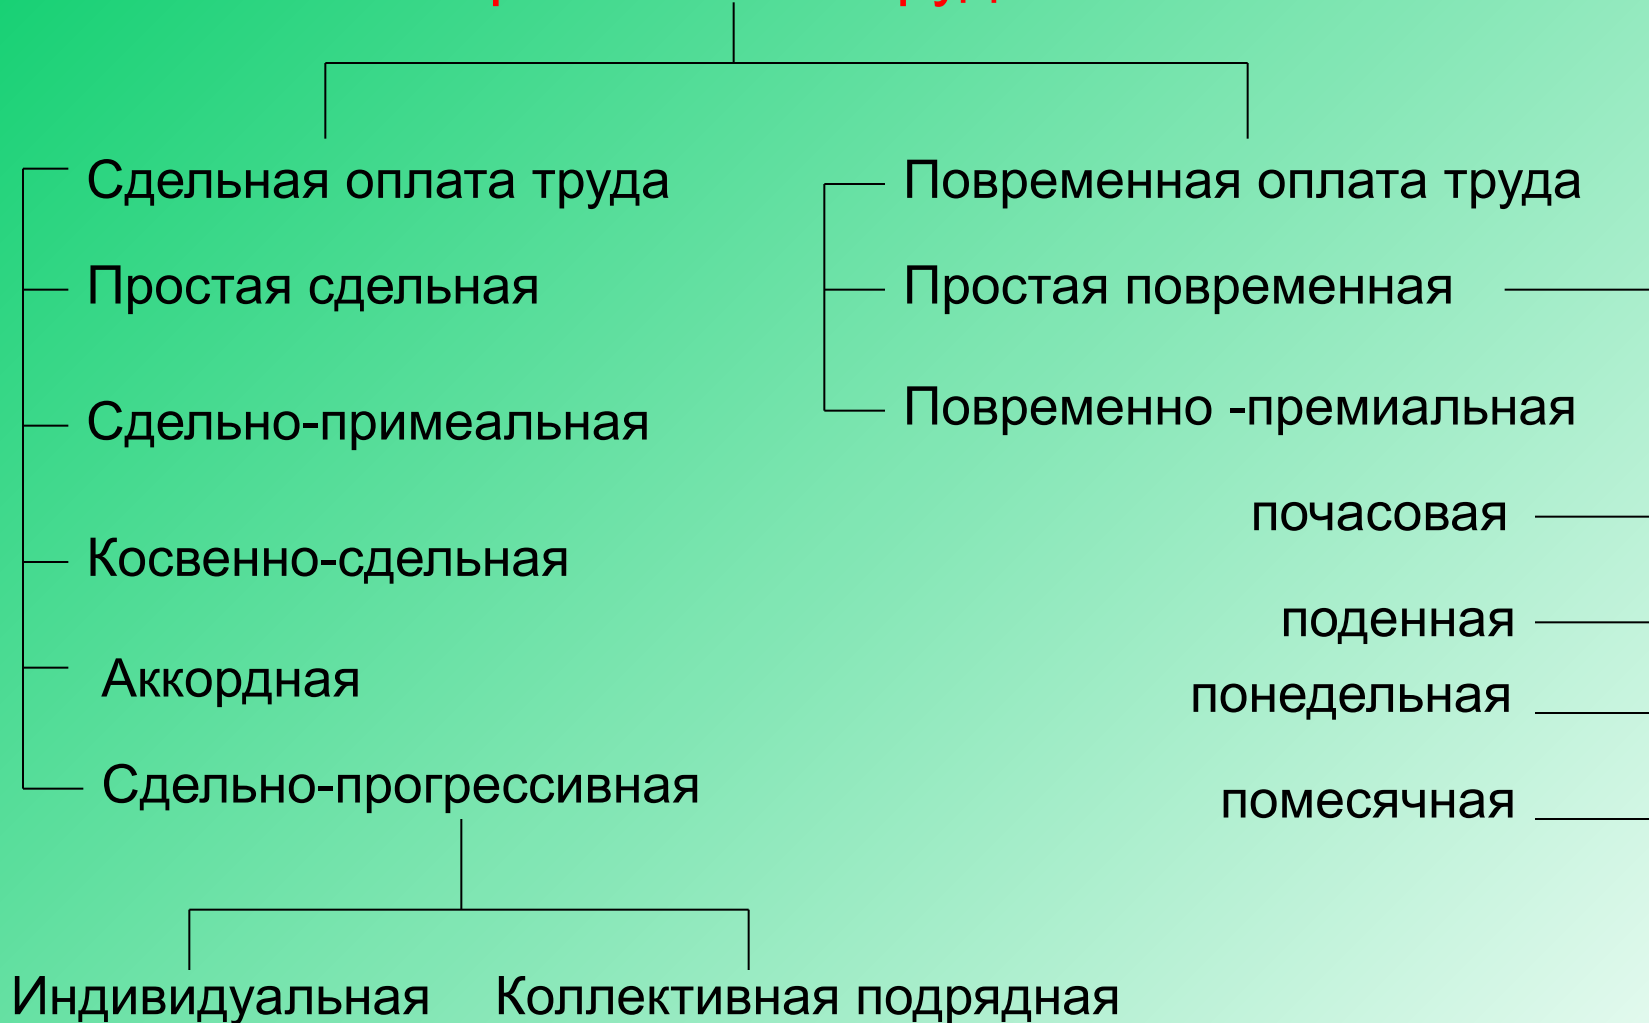 Сдельная оплата труда
Простая сдельная
Сдельно-примеальная
Косвенно-сдельная
Аккордная
Сдельно-прогрессивная
Индивидуальная
Коллективная подрядная
Повременная оплата труда
Простая повременная
Повременно -премиальная
почасовая
поденная
понедельная
помесячная